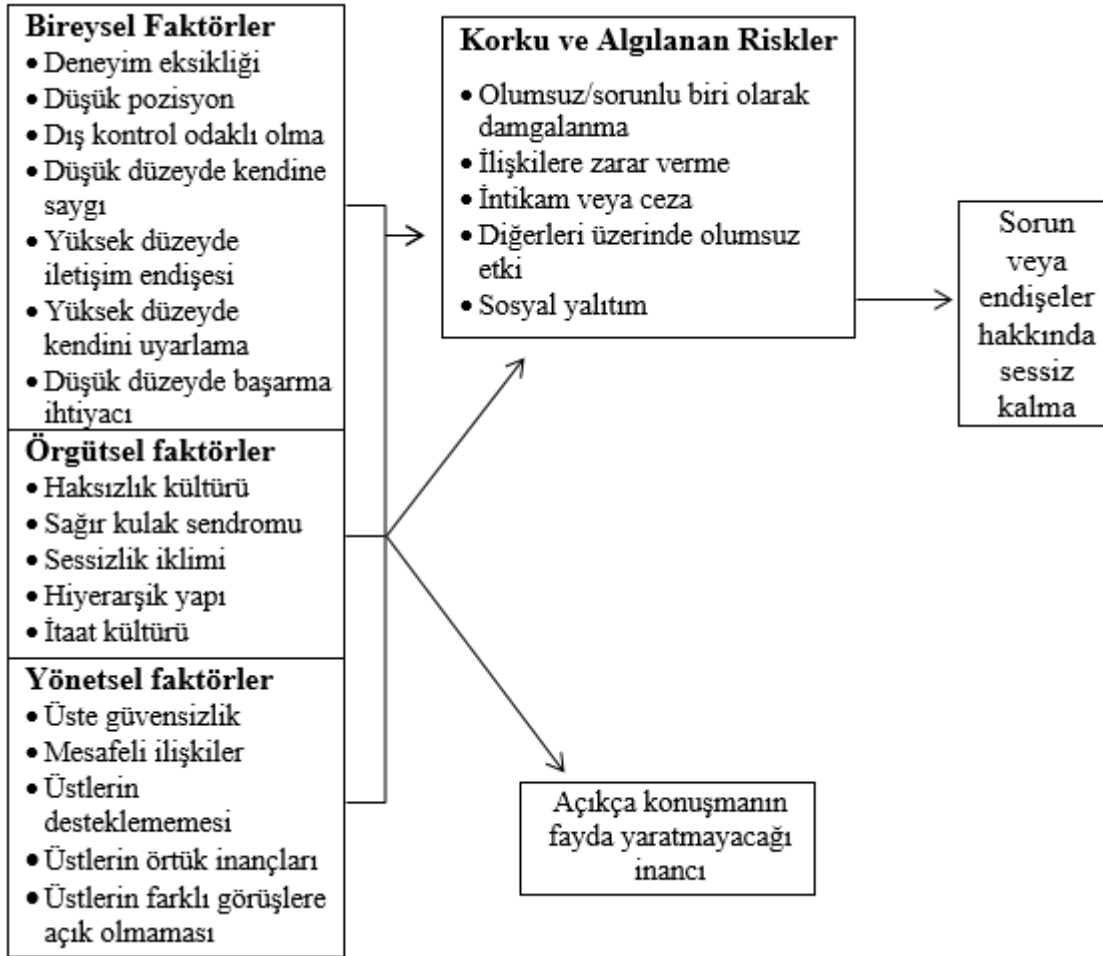 Bireysel Faktörler
• Deneyim eksikliği
• Düşük pozisyon
• Dış kontrol odaklı olma
• Düşük düzeyde kendine
saygı
• Yüksek düzeyde
iletişim endişesi
• Yüksek düzeyde
kendini uyarlama
• Düşük düzeyde başarma
ihtiyacı
Örgütsel faktörler
• Haksızlık kültürü
• Sağır kulak sendromu
• Sessizlik iklimi
• Hiyerarşik yapı
• İtaat kültürü
Yönetsel faktörler
• Üste güvensizlik
• Mesafeli ilişkiler
• Üstlerin
desteklememesi
• Üstlerin örtük inançları
• Üstlerin farklı görüşlere
açık olmaması
Korku ve Algılanan Riskler
• Olumsuz/sorunlu biri olarak
damgalanma
• İlişkilere zarar verme
• İntikam veya ceza
• Diğerleri üzerinde olumsuz
etki
• Sosyal yalıtım
Açıkça konuşmanın
fayda yaratmayacağı
inancı
Sorun
veya
endişeler
hakkında
sessiz
kalma